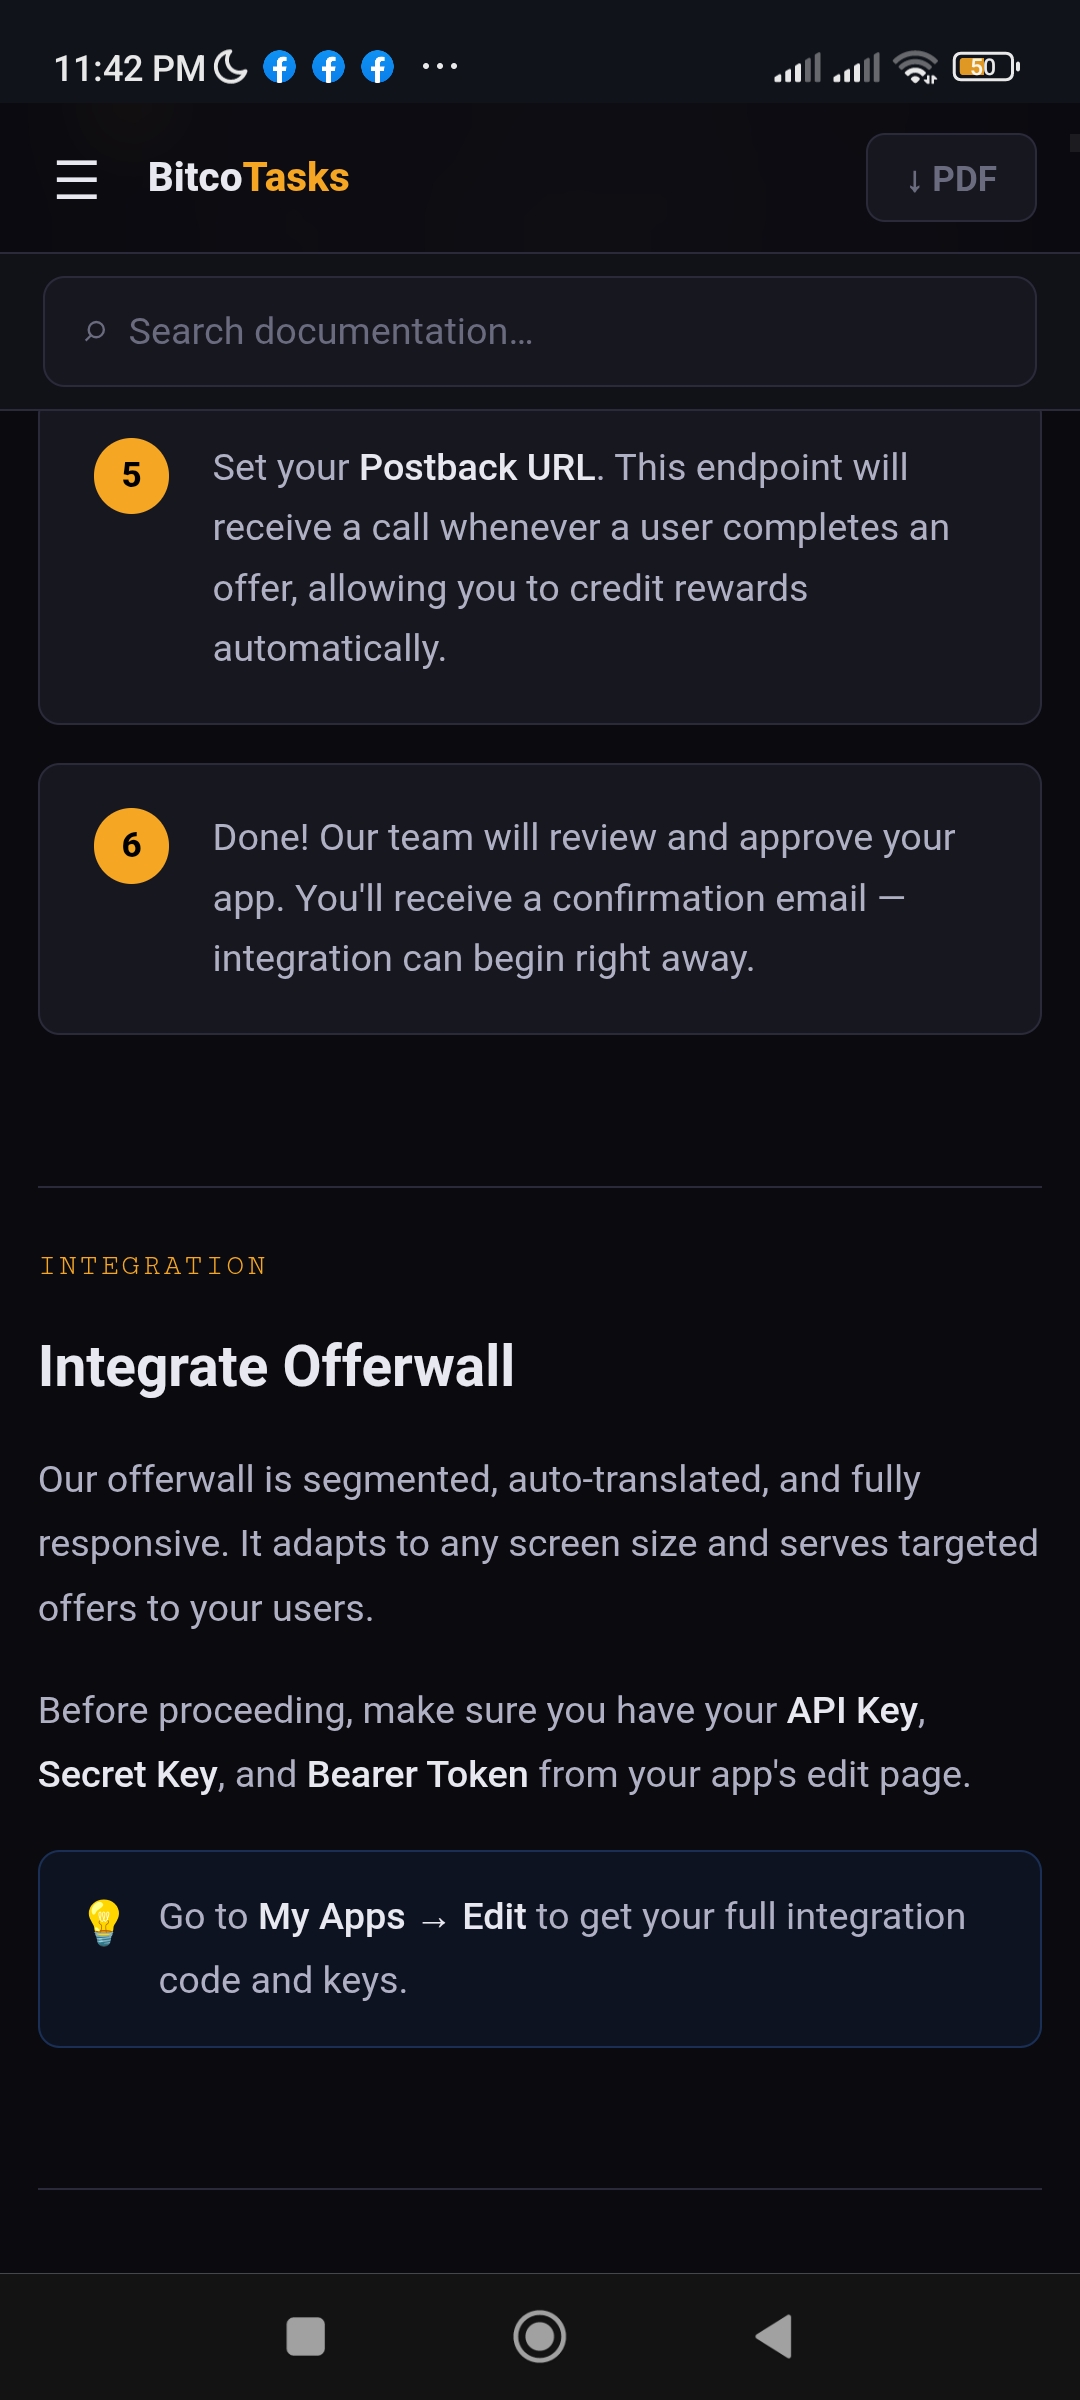 11:42 PM
50
BitcoTasks
↓ PDF
Search documentation...
5
Set your Postback URL. This endpoint will
receive a call whenever a user completes an
offer, allowing you to credit rewards
automatically.
6
Done! Our team will review and approve your
app. You'll receive a confirmation email —
integration can begin right away.
INTEGRATION
Integrate Offerwall
Our offerwall is segmented, auto-translated, and fully
responsive. It adapts to any screen size and serves targeted
offers to your users.
Before proceeding, make sure you have your API Key,
Secret Key, and Bearer Token from your app's edit page.
Go to My Apps → Edit to get your full integration
code and keys.